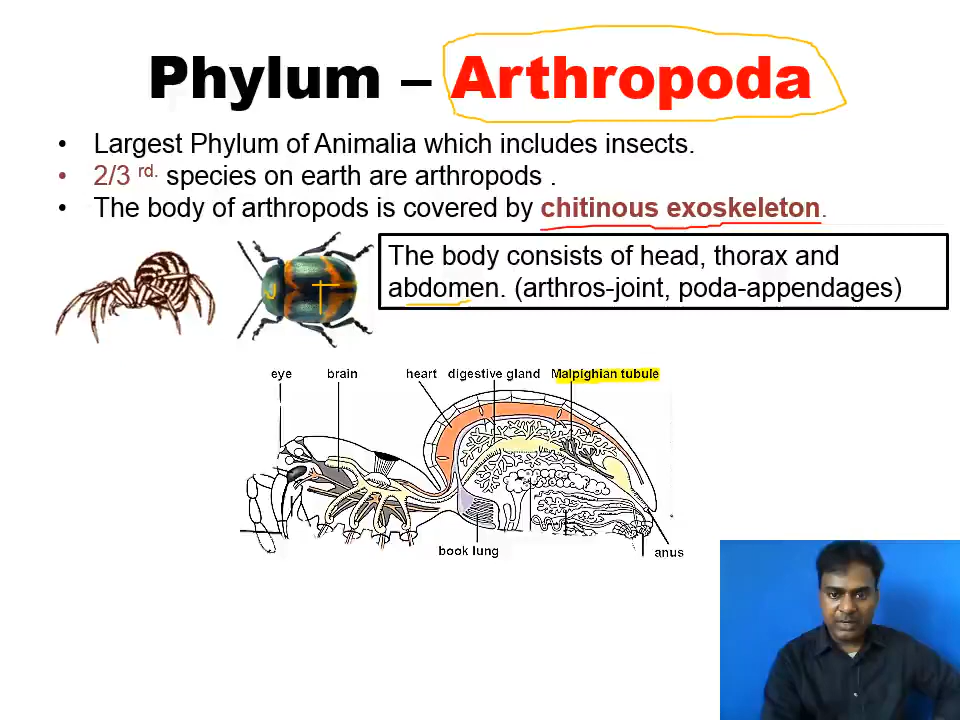 Phylum – Arthropoda
• Largest Phylum of Animalia which includes insects.
• 2/3 rd. species on earth are arthropods .
• The body of arthropods is covered by chitinous exoskeleton.
The body consists of head, thorax and
abdomen. (arthros-joint, poda-appendages)
eye brain heart digestive gland Malpighian tubule
book lung anus